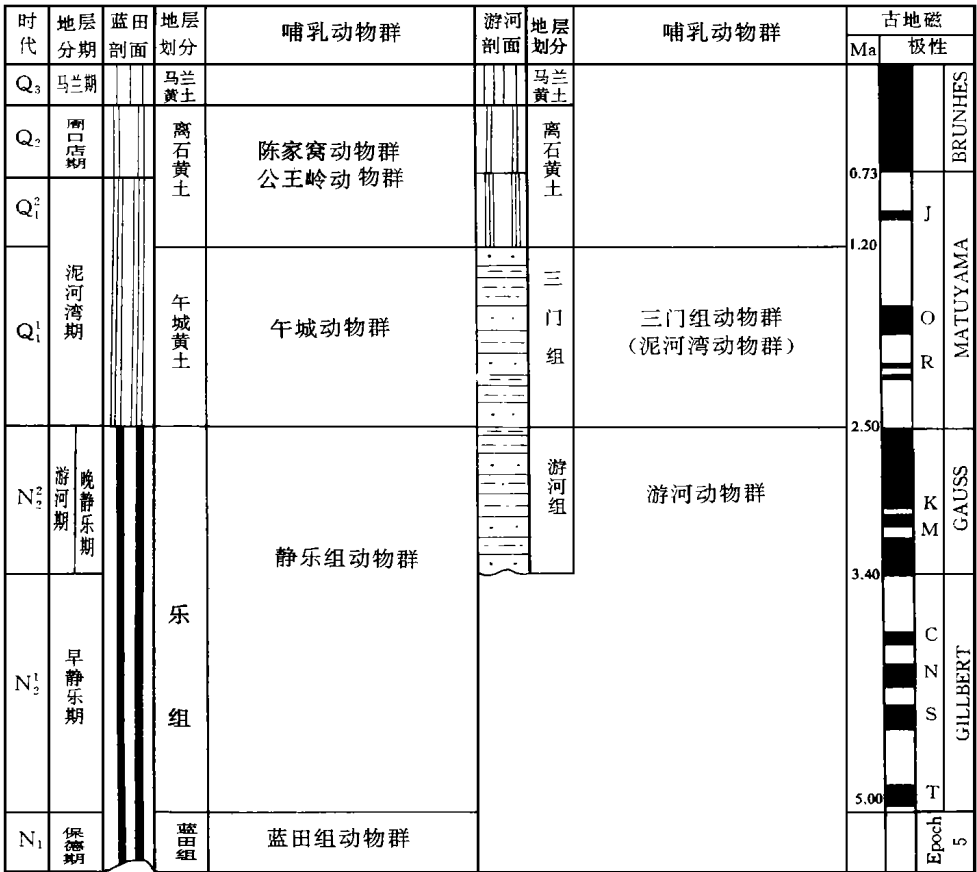 时代 地层分期 蓝田剖面 地层划分 哺乳动物群 游河剖面 地层划分 哺乳动物群 古地磁
Ma 极性
Q₃ 马兰期 马兰黄土 马兰黄土 BRUNHES
Q₂ 周口店期 离石黄土 陈家窝动物群 离石黄土
公王岭动物群
0.73
Q₁² J
1.20
Q₁¹ 泥河湾期 午城黄土 午城动物群 三门组 三门组动物群 O MATUYAMA
(泥河湾动物群) R
2.50
N₂² 游河期 晚静乐期 游河组 游河动物群 K GAUSS
M
静乐组动物群
3.40
乐组
N₂¹ 早静乐期 C GILLBERT
N
S
T
5.00
N₁ 保德期 蓝田组 蓝田组动物群 Epoch 5